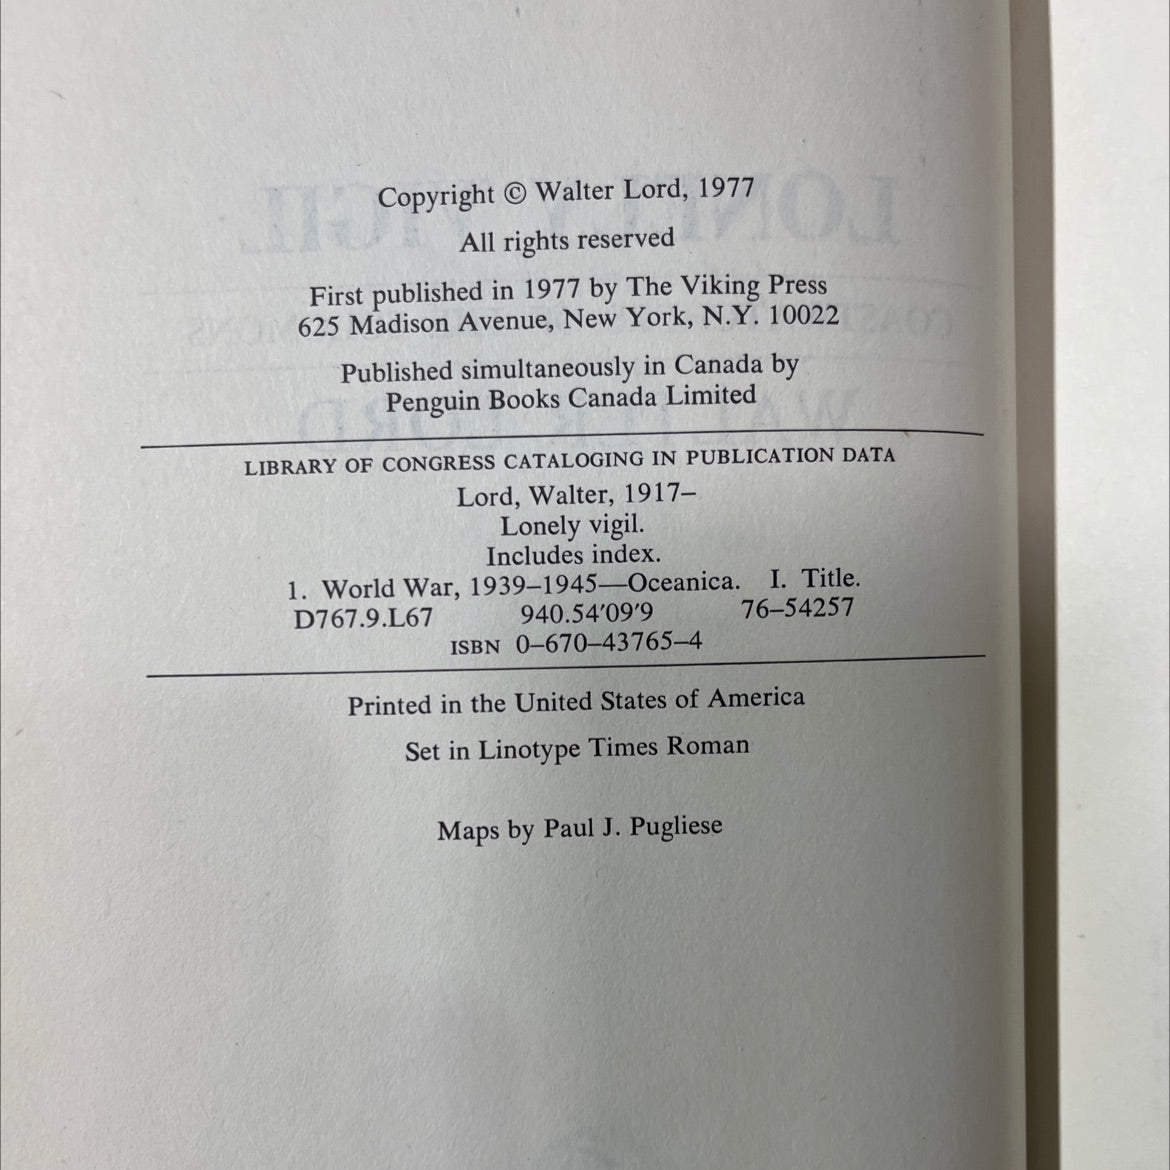 Copyright © Walter Lord, 1977
All rights reserved
First published in 1977 by The Viking Press
625 Madison Avenue, New York, N.Y. 10022
Published simultaneously in Canada by
Penguin Books Canada Limited
LIBRARY OF CONGRESS CATALOGING IN PUBLICATION DATA
Lord, Walter, 1917–
Lonely vigil.
Includes index.
1. World War, 1939–1945—Oceanica. I. Title.
D767.9.L67 940.54′09′9 76–54257
ISBN 0–670–43765–4
Printed in the United States of America
Set in Linotype Times Roman
Maps by Paul J. Pugliese